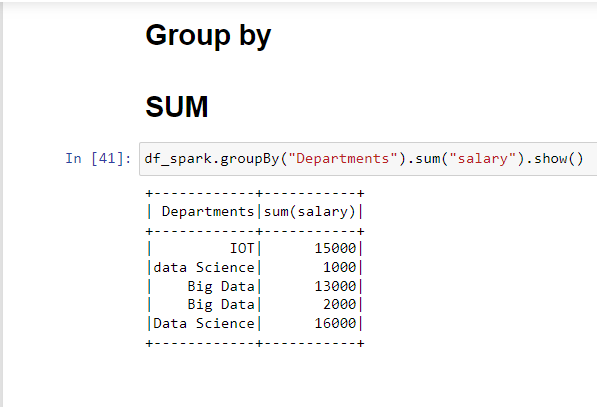 Group by
SUM
In [41]: df_spark.groupBy("Departments").sum("salary").show()
+------------+-----------+
| Departments|sum(salary)|
+------------+-----------+
|         IOT|      15000|
|data Science|       1000|
|    Big Data|      13000|
|    Big Data|       2000|
|Data Science|      16000|
+------------+-----------+